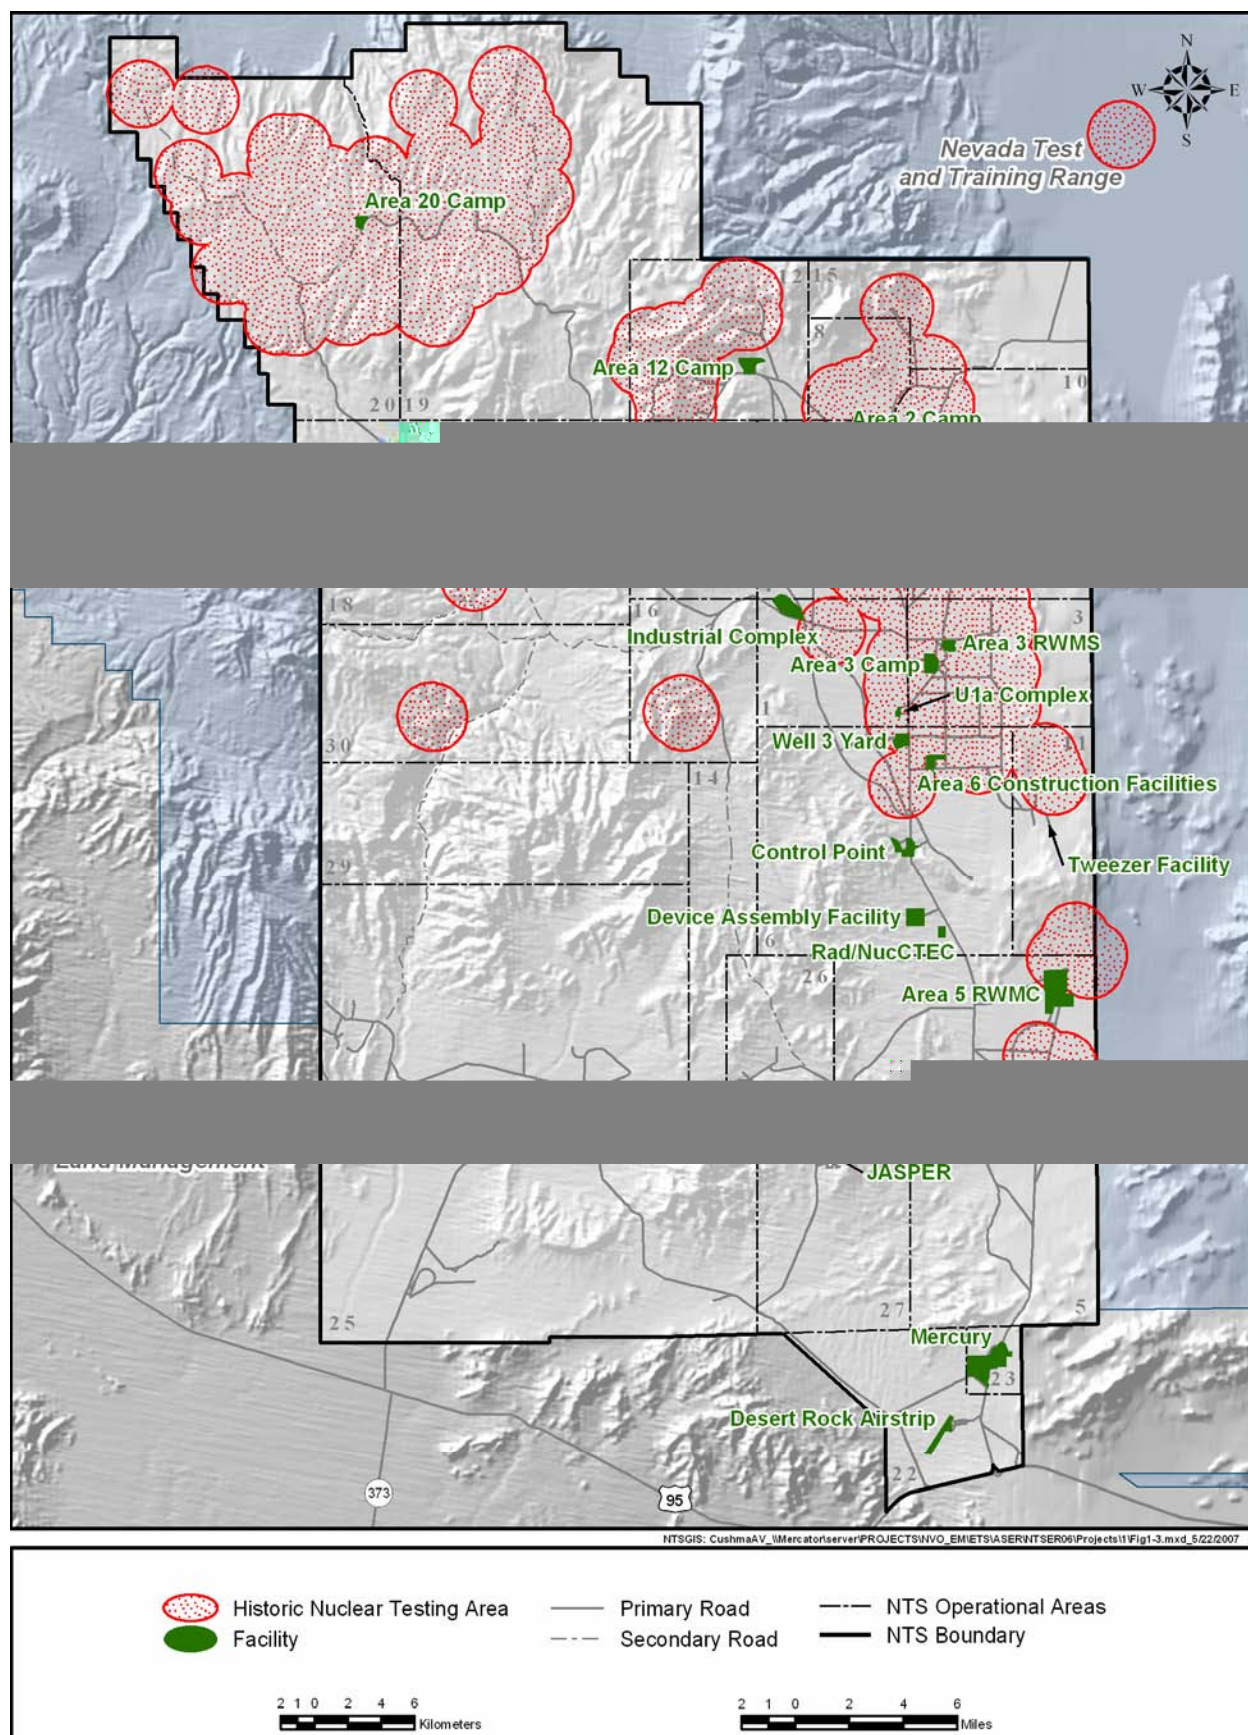 N
W E
S
Nevada Test
and Training Range
Area 20 Camp
12 15
8
Area 12 Camp
10
20 19
Area 2 Camp
18
16
3
Industrial Complex
Area 3 RWMS
Area 3 Camp
U1a Complex
1
30
Well 3 Yard
11
14
Area 6 Construction Facilities
Control Point
29
Tweezer Facility
Device Assembly Facility
6
Rad/NucCTEC
26
Area 5 RWMC
Land Management
JASPER
25
27
5
Mercury
23
Desert Rock Airstrip
22
373
95
NTSGIS: CushmaAV_\\Mercator\server\PROJECTS\NVO_EM\ETS\ASER\NTSER06\Projects\1\Fig1-3.mxd_5/22/2007
Historic Nuclear Testing Area
Primary Road
NTS Operational Areas
Facility
Secondary Road
NTS Boundary
2 1 0 2 4 6
Kilometers
2 1 0 2 4 6
Miles